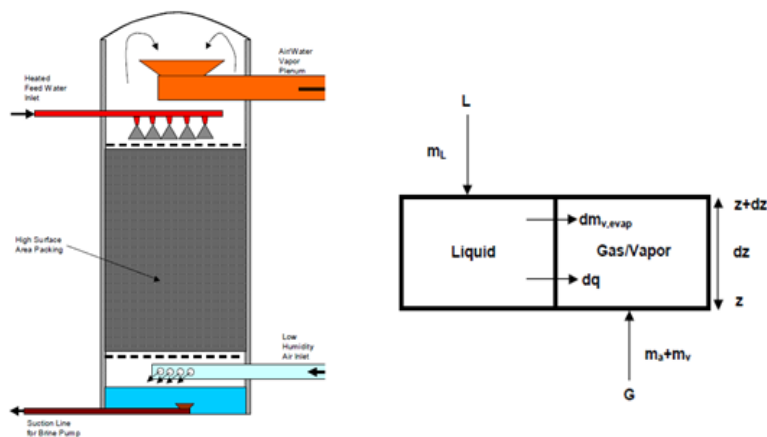 Air/Water
Vapor
Plenum
Heated
Feed Water
Inlet
High Surface
Area Packing
Low
Humidity
Air Inlet
Suction Line
for Brine Pump
L
mL
z+dz
dmv,evap
Liquid
Gas/Vapor
dz
dq
z
ma+mv
G